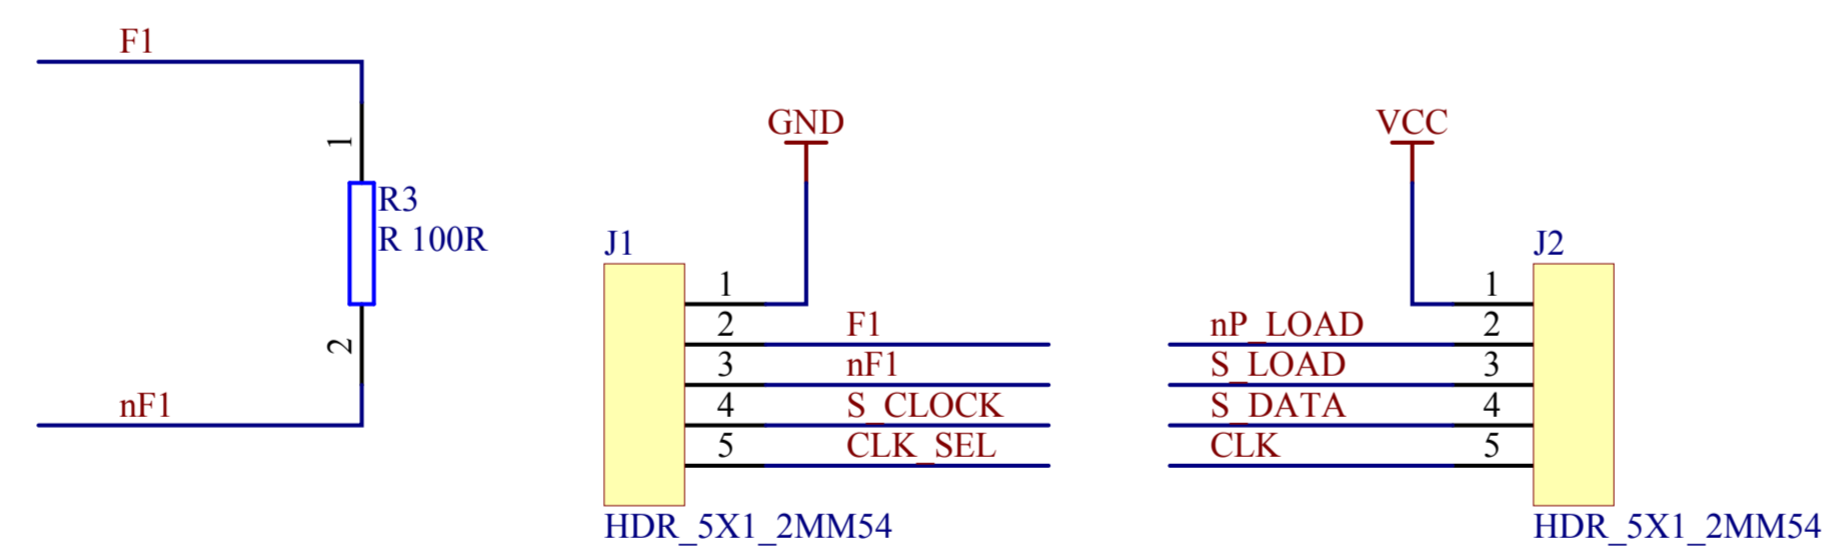 F1
1
R3
R 100R
2
nF1
GND
J1
1
2 F1
3 nF1
4 S_CLOCK
5 CLK_SEL
HDR_5X1_2MM54
VCC
J2
1
nP_LOAD 2
S_LOAD 3
S_DATA 4
CLK 5
HDR_5X1_2MM54